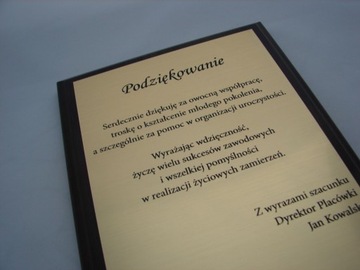 Podziękowanie
Serdecznie dziękuję za owocną współpracę,
troskę o kształcenie młodego pokolenia,
a szczególnie za pomoc w organizacji uroczystości.
Wyrażając wdzięczność,
życzę wielu sukcesów zawodowych
i wszelkiej pomyślności
w realizacji życiowych zamierzeń.
Z wyrazami szacunku
Dyrektor Placówki
Jan Kowalsk